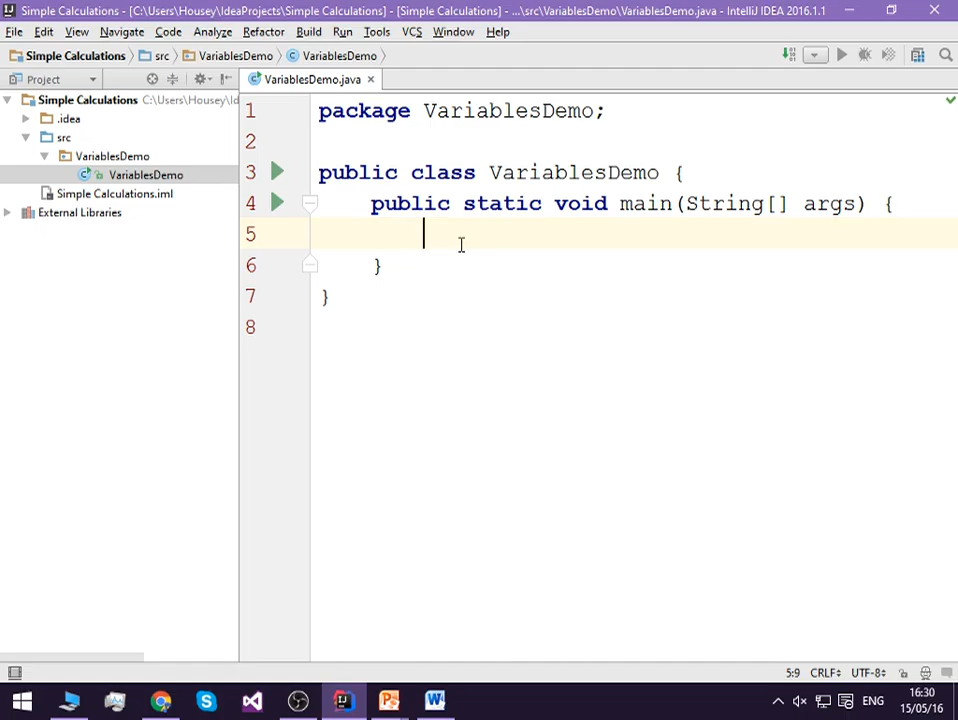 Simple Calculations - [C:\Users\Housey\IdeaProjects\Simple Calculations] - [Simple Calculations] - ...\src\VariablesDemo\VariablesDemo.java - IntelliJ IDEA 2016.1.1
File Edit View Navigate Code Analyze Refactor Build Run Tools VCS Window Help
Simple Calculations src VariablesDemo VariablesDemo
Project VariablesDemo.java
Simple Calculations C:\Users\Housey\Id
.idea
src
VariablesDemo
VariablesDemo
Simple Calculations.iml
External Libraries
1 package VariablesDemo;
2
3 public class VariablesDemo {
4 public static void main(String[] args) {
5
6 }
7 }
8
5:9 CRLF UTF-8
ENG 16:30
15/05/16